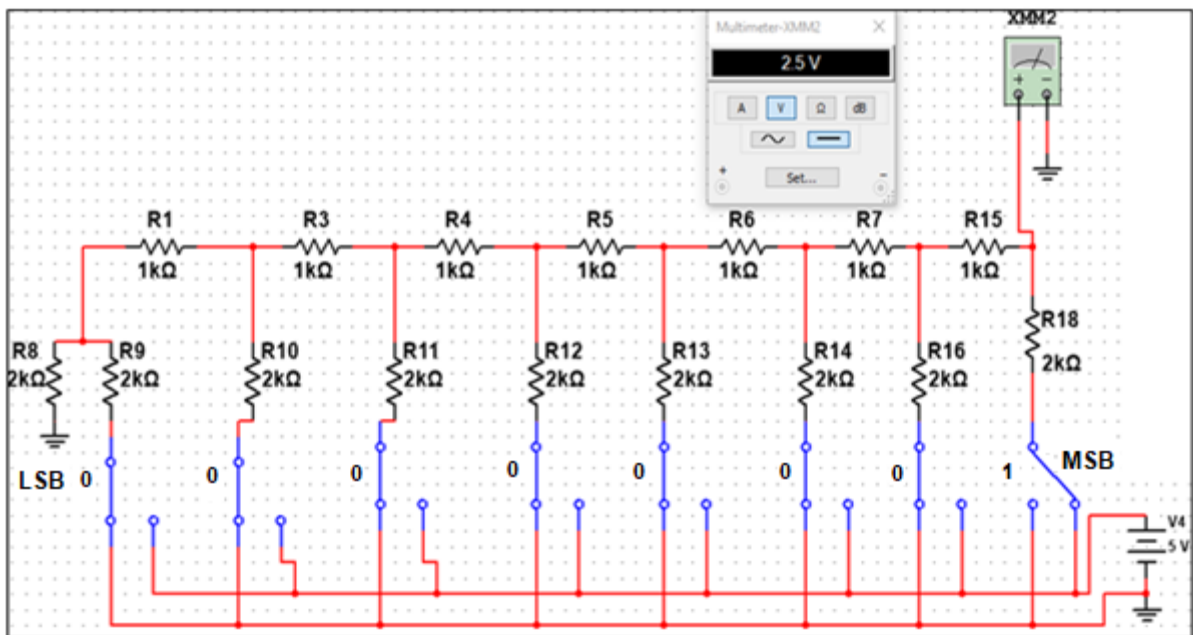 XMM2
Multimeter-XMM2
2.5 V
A V Ω dB
+ -
Set...
+ -
R1 R3 R4 R5 R6 R7 R15
1kΩ 1kΩ 1kΩ 1kΩ 1kΩ 1kΩ 1kΩ
R18
2kΩ
R8 R9 R10 R11 R12 R13 R14 R16
2kΩ 2kΩ 2kΩ 2kΩ 2kΩ 2kΩ 2kΩ 2kΩ
LSB 0 0 0 0 0 0 0 1 MSB
V4
5 V